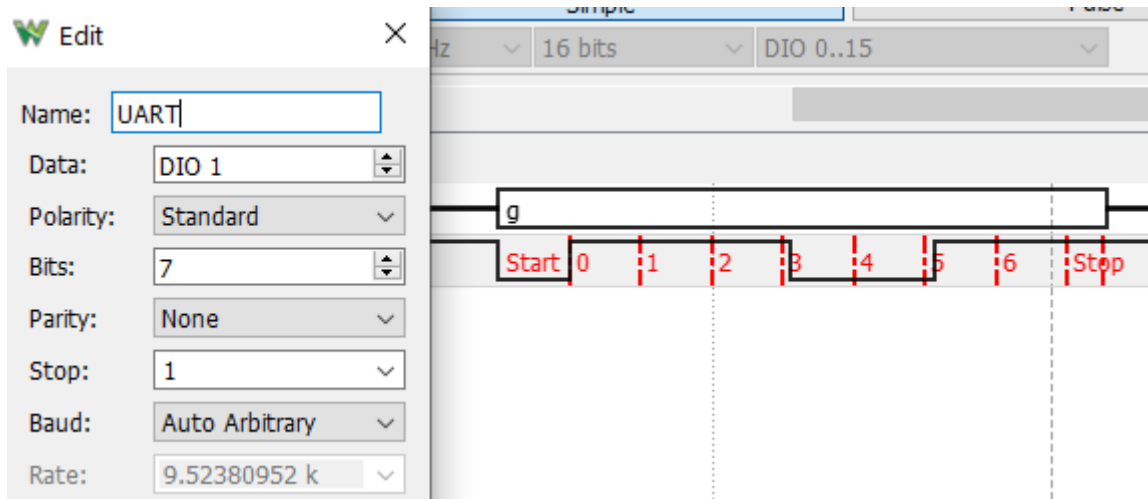 Edit
Name: UART
Data: DIO 1
Polarity: Standard
Bits: 7
Parity: None
Stop: 1
Baud: Auto Arbitrary
Rate: 9.52380952 k
Simple
Hz 16 bits DIO 0..15
g
Start 0 1 2 3 4 5 6 Stop